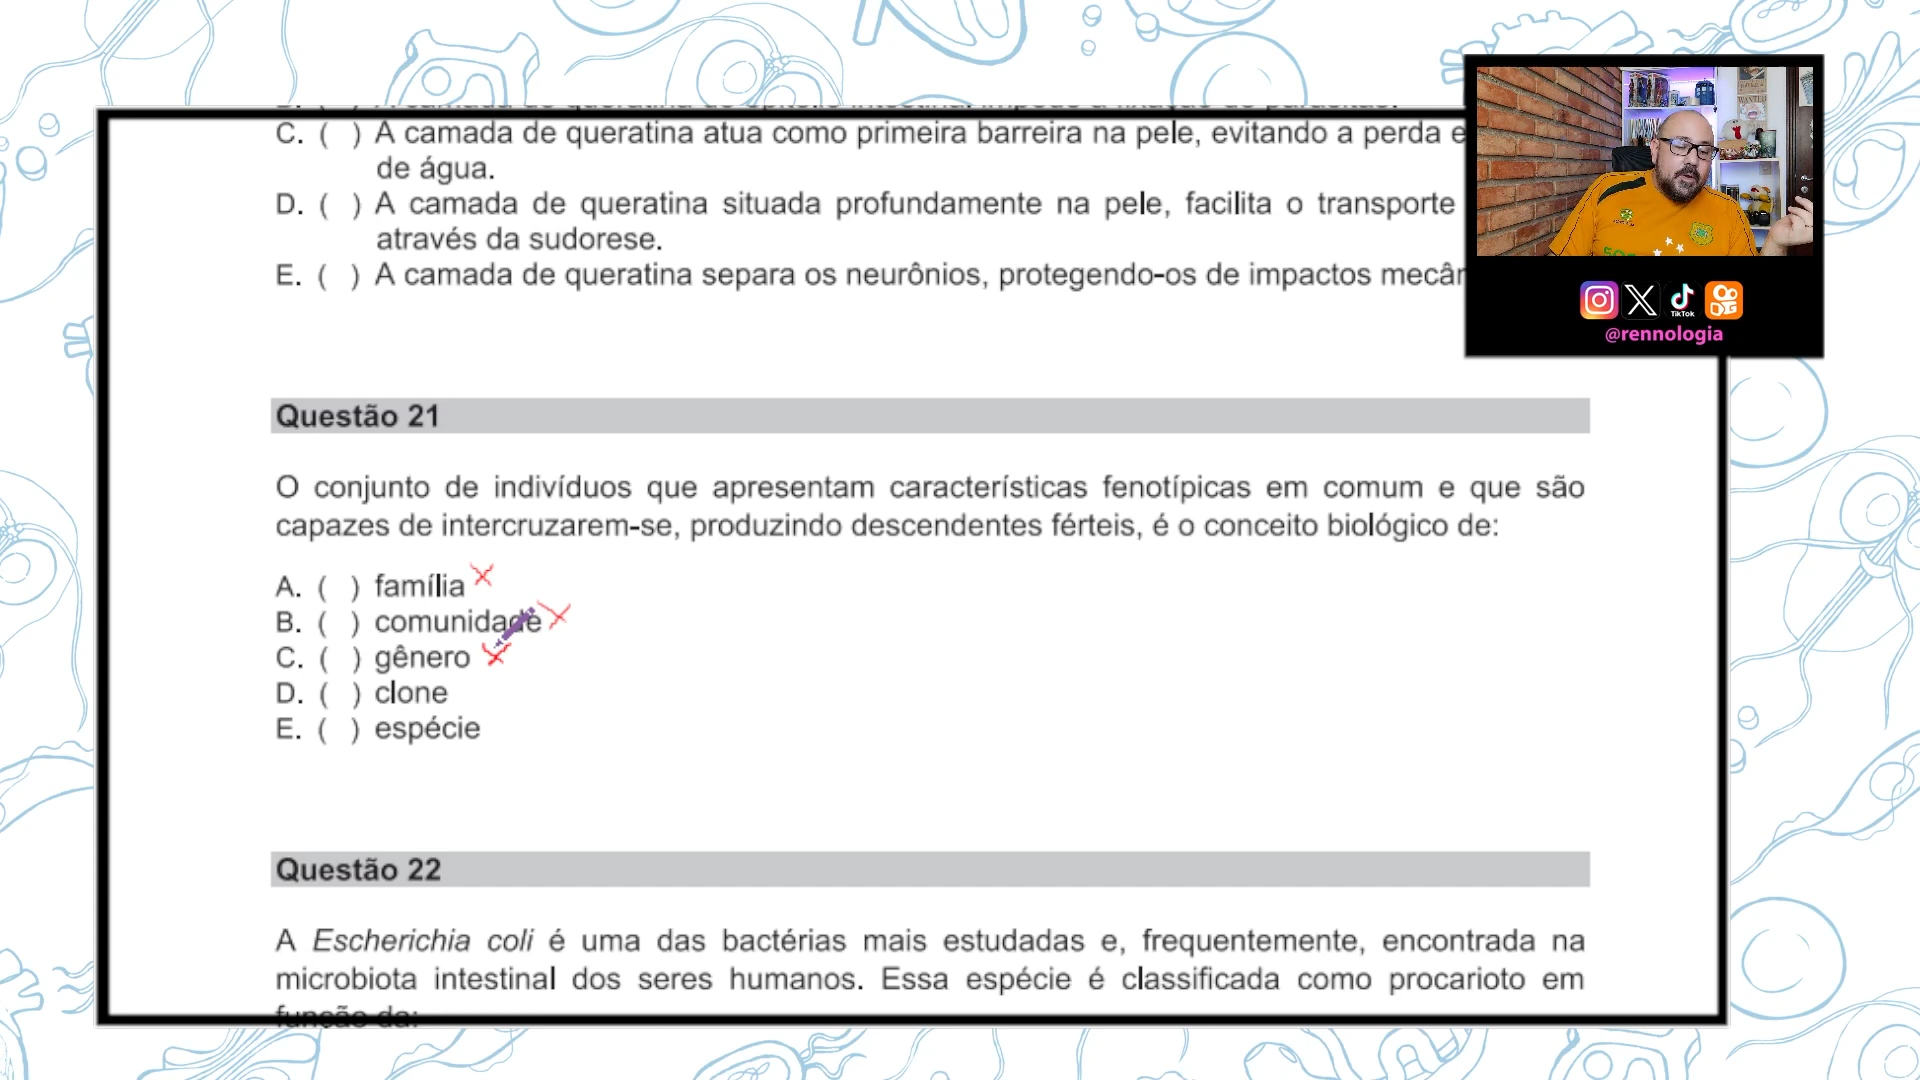 C. ( ) A camada de queratina atua como primeira barreira na pele, evitando a perda e
de água.
D. ( ) A camada de queratina situada profundamente na pele, facilita o transporte
através da sudorese.
E. ( ) A camada de queratina separa os neurônios, protegendo-os de impactos mecân
TikTok
@rennologia
Questão 21
O conjunto de indivíduos que apresentam características fenotípicas em comum e que são
capazes de intercruzarem-se, produzindo descendentes férteis, é o conceito biológico de:
A. ( ) família
B. ( ) comunidade
C. ( ) gênero
D. ( ) clone
E. ( ) espécie
Questão 22
A Escherichia coli é uma das bactérias mais estudadas e, frequentemente, encontrada na
microbiota intestinal dos seres humanos. Essa espécie é classificada como procarioto em
função da: